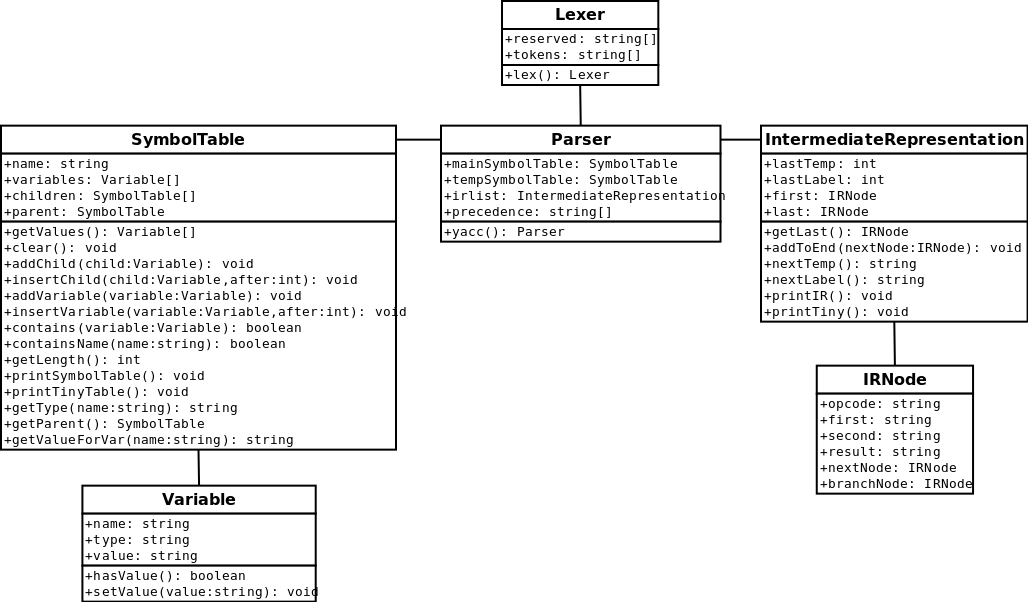 Lexer
+reserved: string[]
+tokens: string[]
+lex(): Lexer
SymbolTable
+name: string
+variables: Variable[]
+children: SymbolTable[]
+parent: SymbolTable
+getValues(): Variable[]
+clear(): void
+addChild(child:Variable): void
+insertChild(child:Variable,after:int): void
+addVariable(variable:Variable): void
+insertVariable(variable:Variable,after:int): void
+contains(variable:Variable): boolean
+containsName(name:string): boolean
+getLength(): int
+printSymbolTable(): void
+printTinyTable(): void
+getType(name:string): string
+getParent(): SymbolTable
+getValueForVar(name:string): string
Parser
+mainSymbolTable: SymbolTable
+tempSymbolTable: SymbolTable
+irlist: IntermediateRepresentation
+precedence: string[]
+yacc(): Parser
IntermediateRepresentation
+lastTemp: int
+lastLabel: int
+first: IRNode
+last: IRNode
+getLast(): IRNode
+addToEnd(nextNode:IRNode): void
+nextTemp(): string
+nextLabel(): string
+printIR(): void
+printTiny(): void
IRNode
+opcode: string
+first: string
+second: string
+result: string
+nextNode: IRNode
+branchNode: IRNode
Variable
+name: string
+type: string
+value: string
+hasValue(): boolean
+setValue(value:string): void